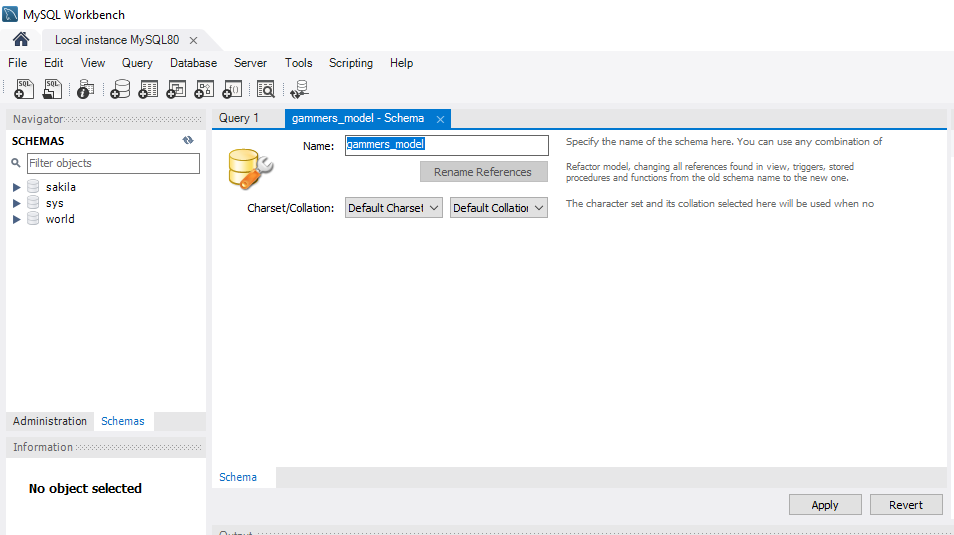 MySQL Workbench
Local instance MySQL80
File Edit View Query Database Server Tools Scripting Help
Navigator
SCHEMAS
Filter objects
sakila
sys
world
Administration Schemas
Information
No object selected
Query 1
gammers_model - Schema
Name: gammers_model
Specify the name of the schema here. You can use any combination of
Rename References
Refactor model, changing all references found in view, triggers, stored
procedures and functions from the old schema name to the new one.
Charset/Collation: Default Charset Default Collation
The character set and its collation selected here will be used when no
Schema
Apply Revert
Output